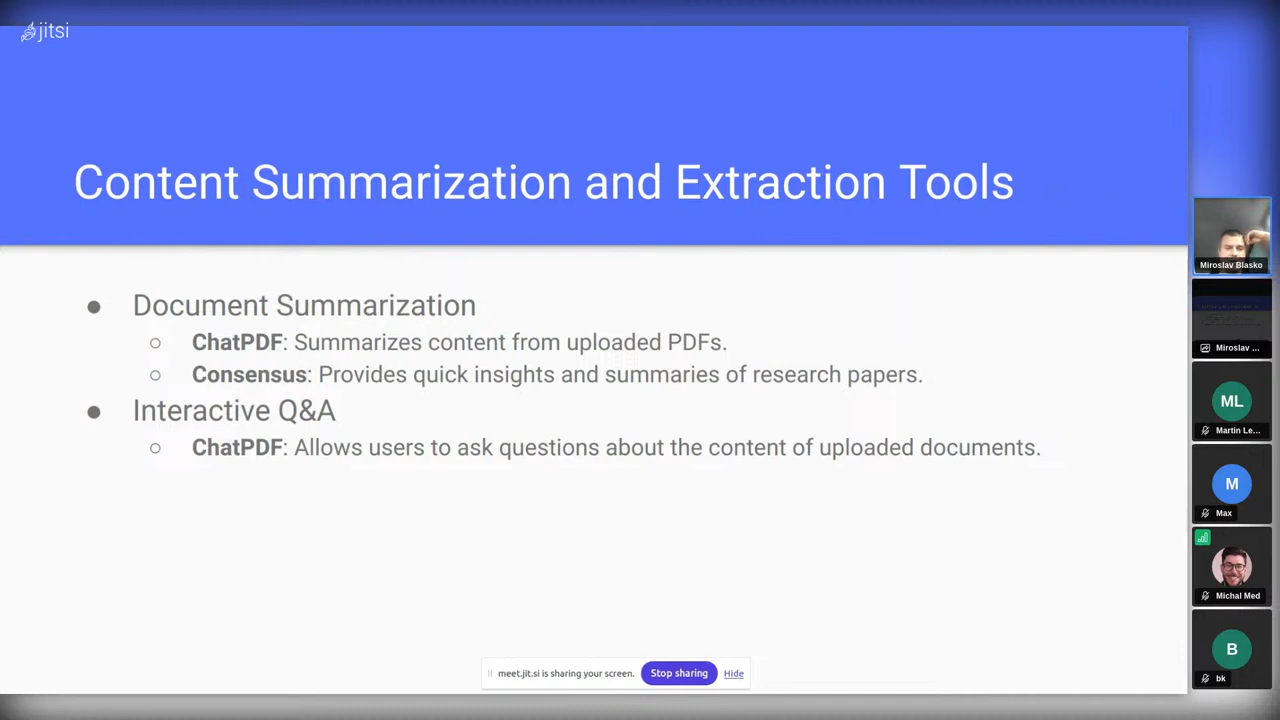 jitsi
Content Summarization and Extraction Tools
● Document Summarization
○ ChatPDF: Summarizes content from uploaded PDFs.
○ Consensus: Provides quick insights and summaries of research papers.
● Interactive Q&A
○ ChatPDF: Allows users to ask questions about the content of uploaded documents.
meet.jit.si is sharing your screen. Stop sharing Hide
Miroslav Blasko
Miroslav ...
ML
Martin Le...
M
Max
Michal Med
B
bk